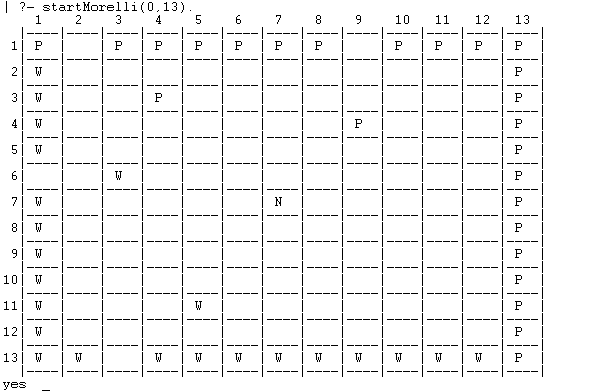 | ?- startMorelli(0,13).
1 2 3 4 5 6 7 8 9 10 11 12 13
|---|---|---|---|---|---|---|---|---|---|---|---|---|
1| P |   | P | P | P | P | P | P |   | P | P | P | P |
|---|---|---|---|---|---|---|---|---|---|---|---|---|
2| W |   |   |   |   |   |   |   |   |   |   |   | P |
|---|---|---|---|---|---|---|---|---|---|---|---|---|
3| W |   |   | P |   |   |   |   |   |   |   |   | P |
|---|---|---|---|---|---|---|---|---|---|---|---|---|
4| W |   |   |   |   |   |   |   | P |   |   |   | P |
|---|---|---|---|---|---|---|---|---|---|---|---|---|
5| W |   |   |   |   |   |   |   |   |   |   |   | P |
|---|---|---|---|---|---|---|---|---|---|---|---|---|
6|   |   | W |   |   |   |   |   |   |   |   |   | P |
|---|---|---|---|---|---|---|---|---|---|---|---|---|
7| W |   |   |   |   |   | N |   |   |   |   |   | P |
|---|---|---|---|---|---|---|---|---|---|---|---|---|
8| W |   |   |   |   |   |   |   |   |   |   |   | P |
|---|---|---|---|---|---|---|---|---|---|---|---|---|
9| W |   |   |   |   |   |   |   |   |   |   |   | P |
|---|---|---|---|---|---|---|---|---|---|---|---|---|
10| W |   |   |   |   |   |   |   |   |   |   |   | P |
|---|---|---|---|---|---|---|---|---|---|---|---|---|
11| W |   |   |   | W |   |   |   |   |   |   |   | P |
|---|---|---|---|---|---|---|---|---|---|---|---|---|
12| W |   |   |   |   |   |   |   |   |   |   |   | P |
|---|---|---|---|---|---|---|---|---|---|---|---|---|
13| W | W |   | W | W | W | W | W | W | W | W | W | P |
|---|---|---|---|---|---|---|---|---|---|---|---|---|
yes _